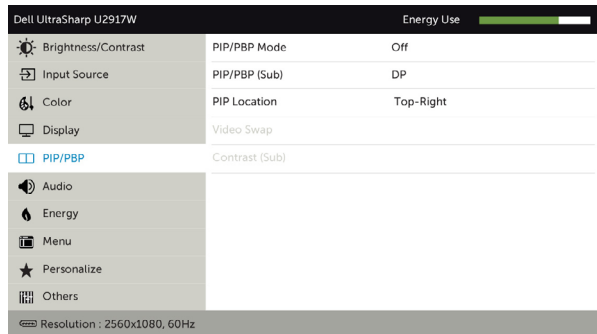 Dell UltraSharp U2917W Energy Use
Brightness/Contrast PIP/PBP Mode Off
Input Source PIP/PBP (Sub) DP
Color PIP Location Top-Right
Display Video Swap
PIP/PBP Contrast (Sub)
Audio
Energy
Menu
Personalize
Others
Resolution : 2560x1080, 60Hz